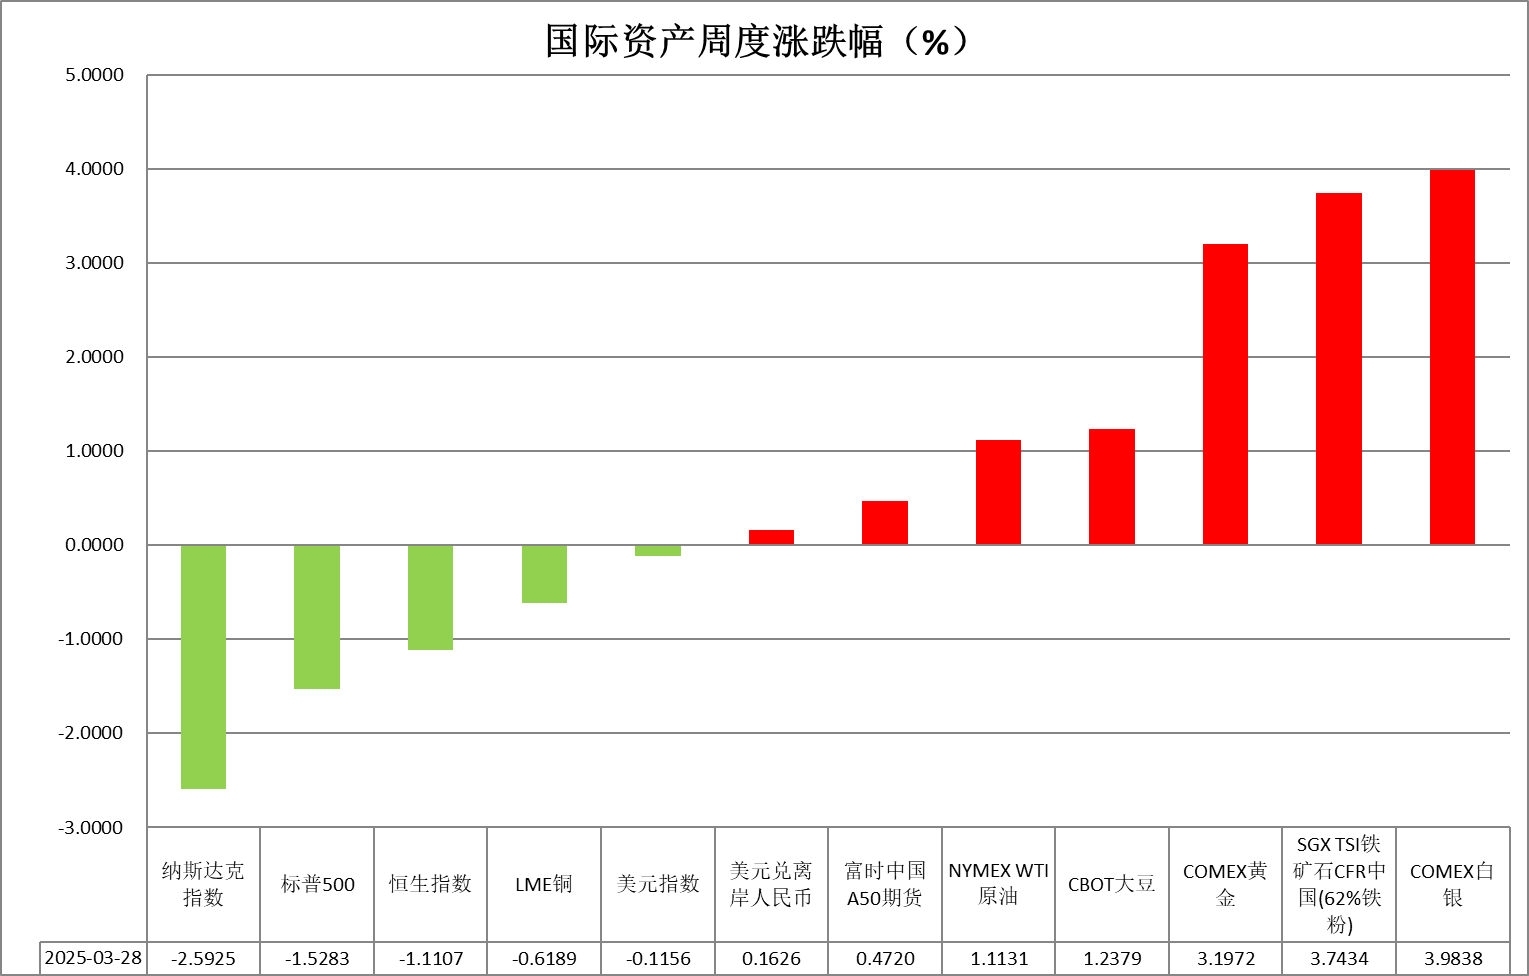 国际资产周度涨跌幅（%）
5.0000
4.0000
3.0000
2.0000
1.0000
0.0000
-1.0000
-2.0000
-3.0000
纳斯达克
指数
标普500
恒生指数
LME铜
美元指数
美元兑离
岸人民币
富时中国
A50期货
NYMEX WTI
原油
CBOT大豆
COMEX黄
金
SGX TSI铁
矿石CFR中
国(62%铁
粉)
COMEX白
银
2025-03-28 -2.5925 -1.5283 -1.1107 -0.6189 -0.1156 0.1626 0.4720 1.1131 1.2379 3.1972 3.7434 3.9838